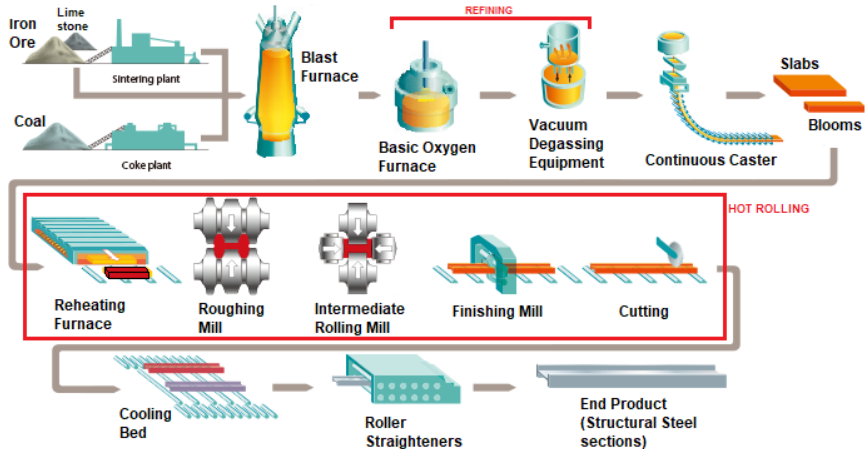 Iron
Ore
Lime
stone
Sintering plant
Coal
Coke plant
Blast
Furnace
REFINING
Basic Oxygen
Furnace
Vacuum
Degassing
Equipment
Continuous Caster
Slabs
Blooms
HOT ROLLING
Reheating
Furnace
Roughing
Mill
Intermediate
Rolling Mill
Finishing Mill
Cutting
Cooling
Bed
Roller
Straighteners
End Product
(Structural Steel
sections)